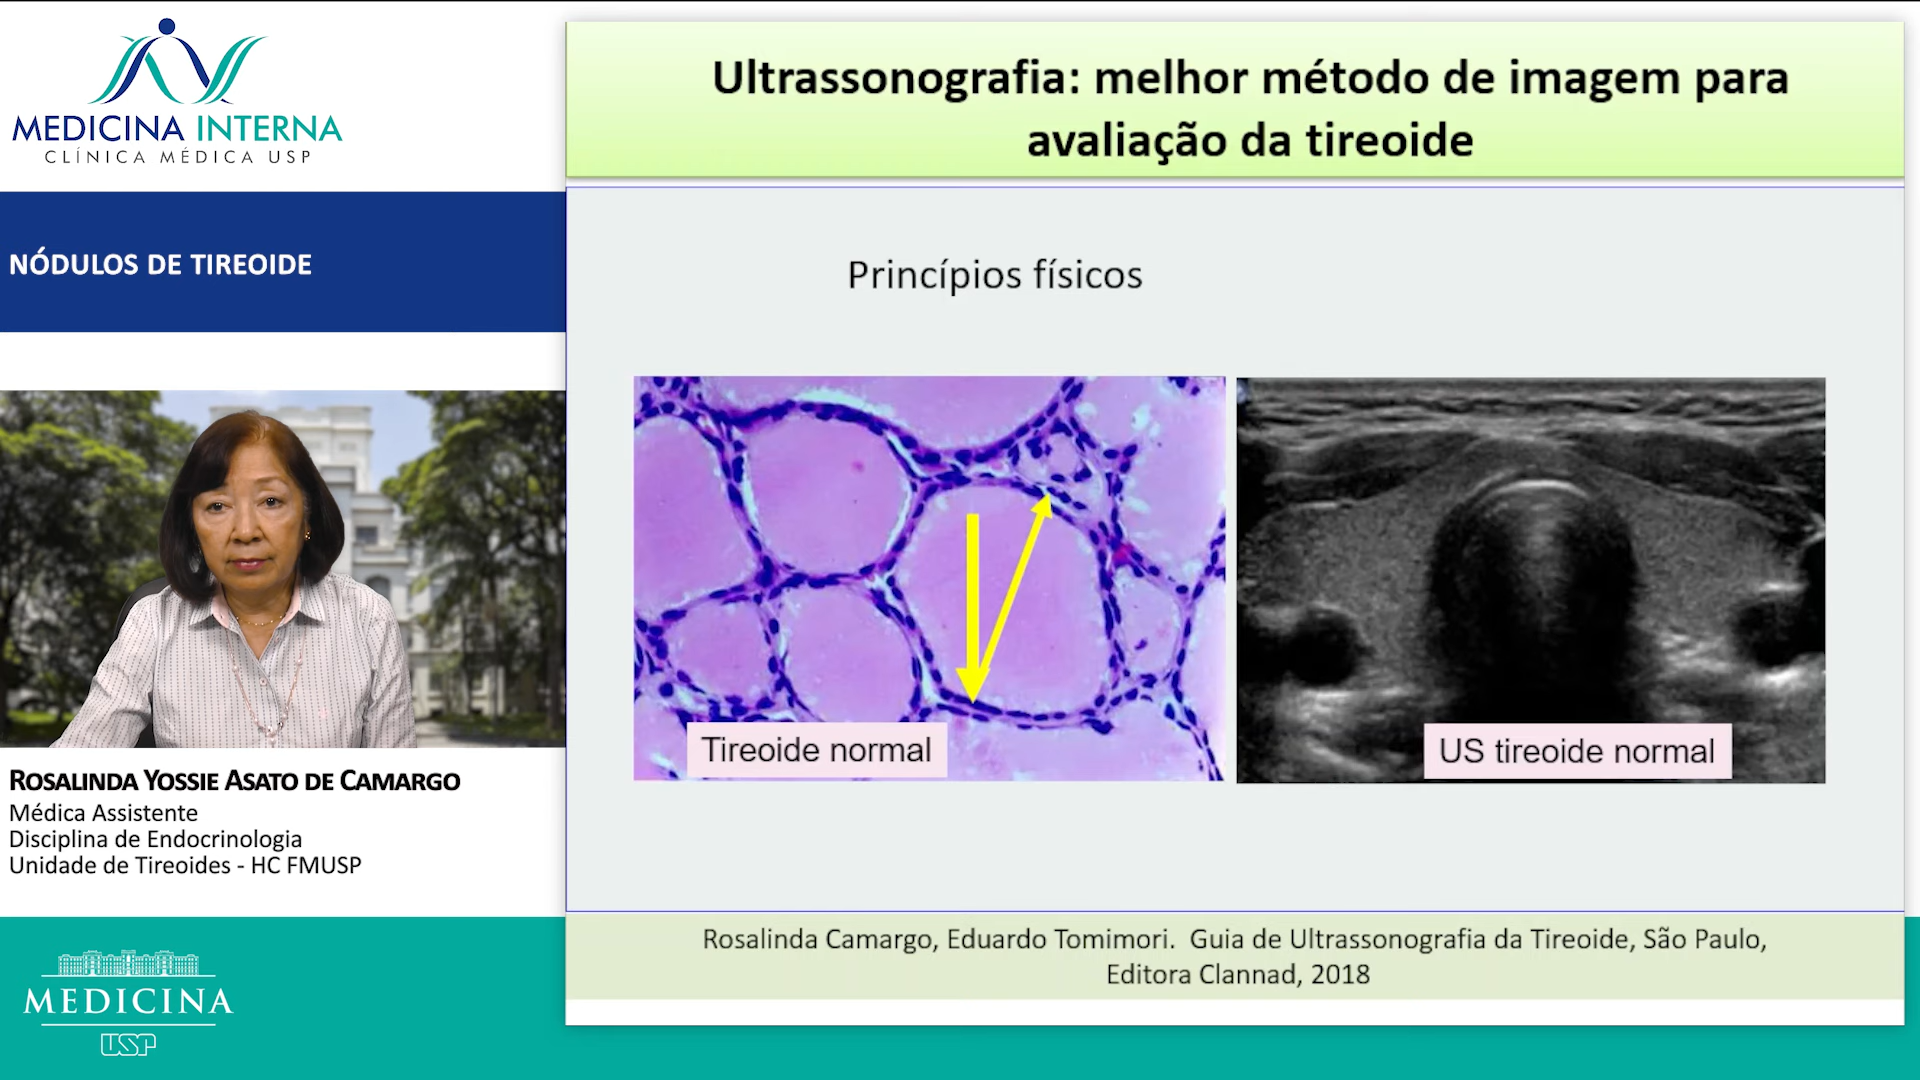 MEDICINA INTERNA
CLÍNICA MÉDICA USP
NÓDULOS DE TIREOIDE
ROSALINDA YOSSIE ASATO DE CAMARGO
Médica Assistente
Disciplina de Endocrinologia
Unidade de Tireoides - HC FMUSP
MEDICINA
USP
Ultrassonografia: melhor método de imagem para
avaliação da tireoide
Princípios físicos
Tireoide normal
US tireoide normal
Rosalinda Camargo, Eduardo Tomimori. Guia de Ultrassonografia da Tireoide, São Paulo,
Editora Clannad, 2018